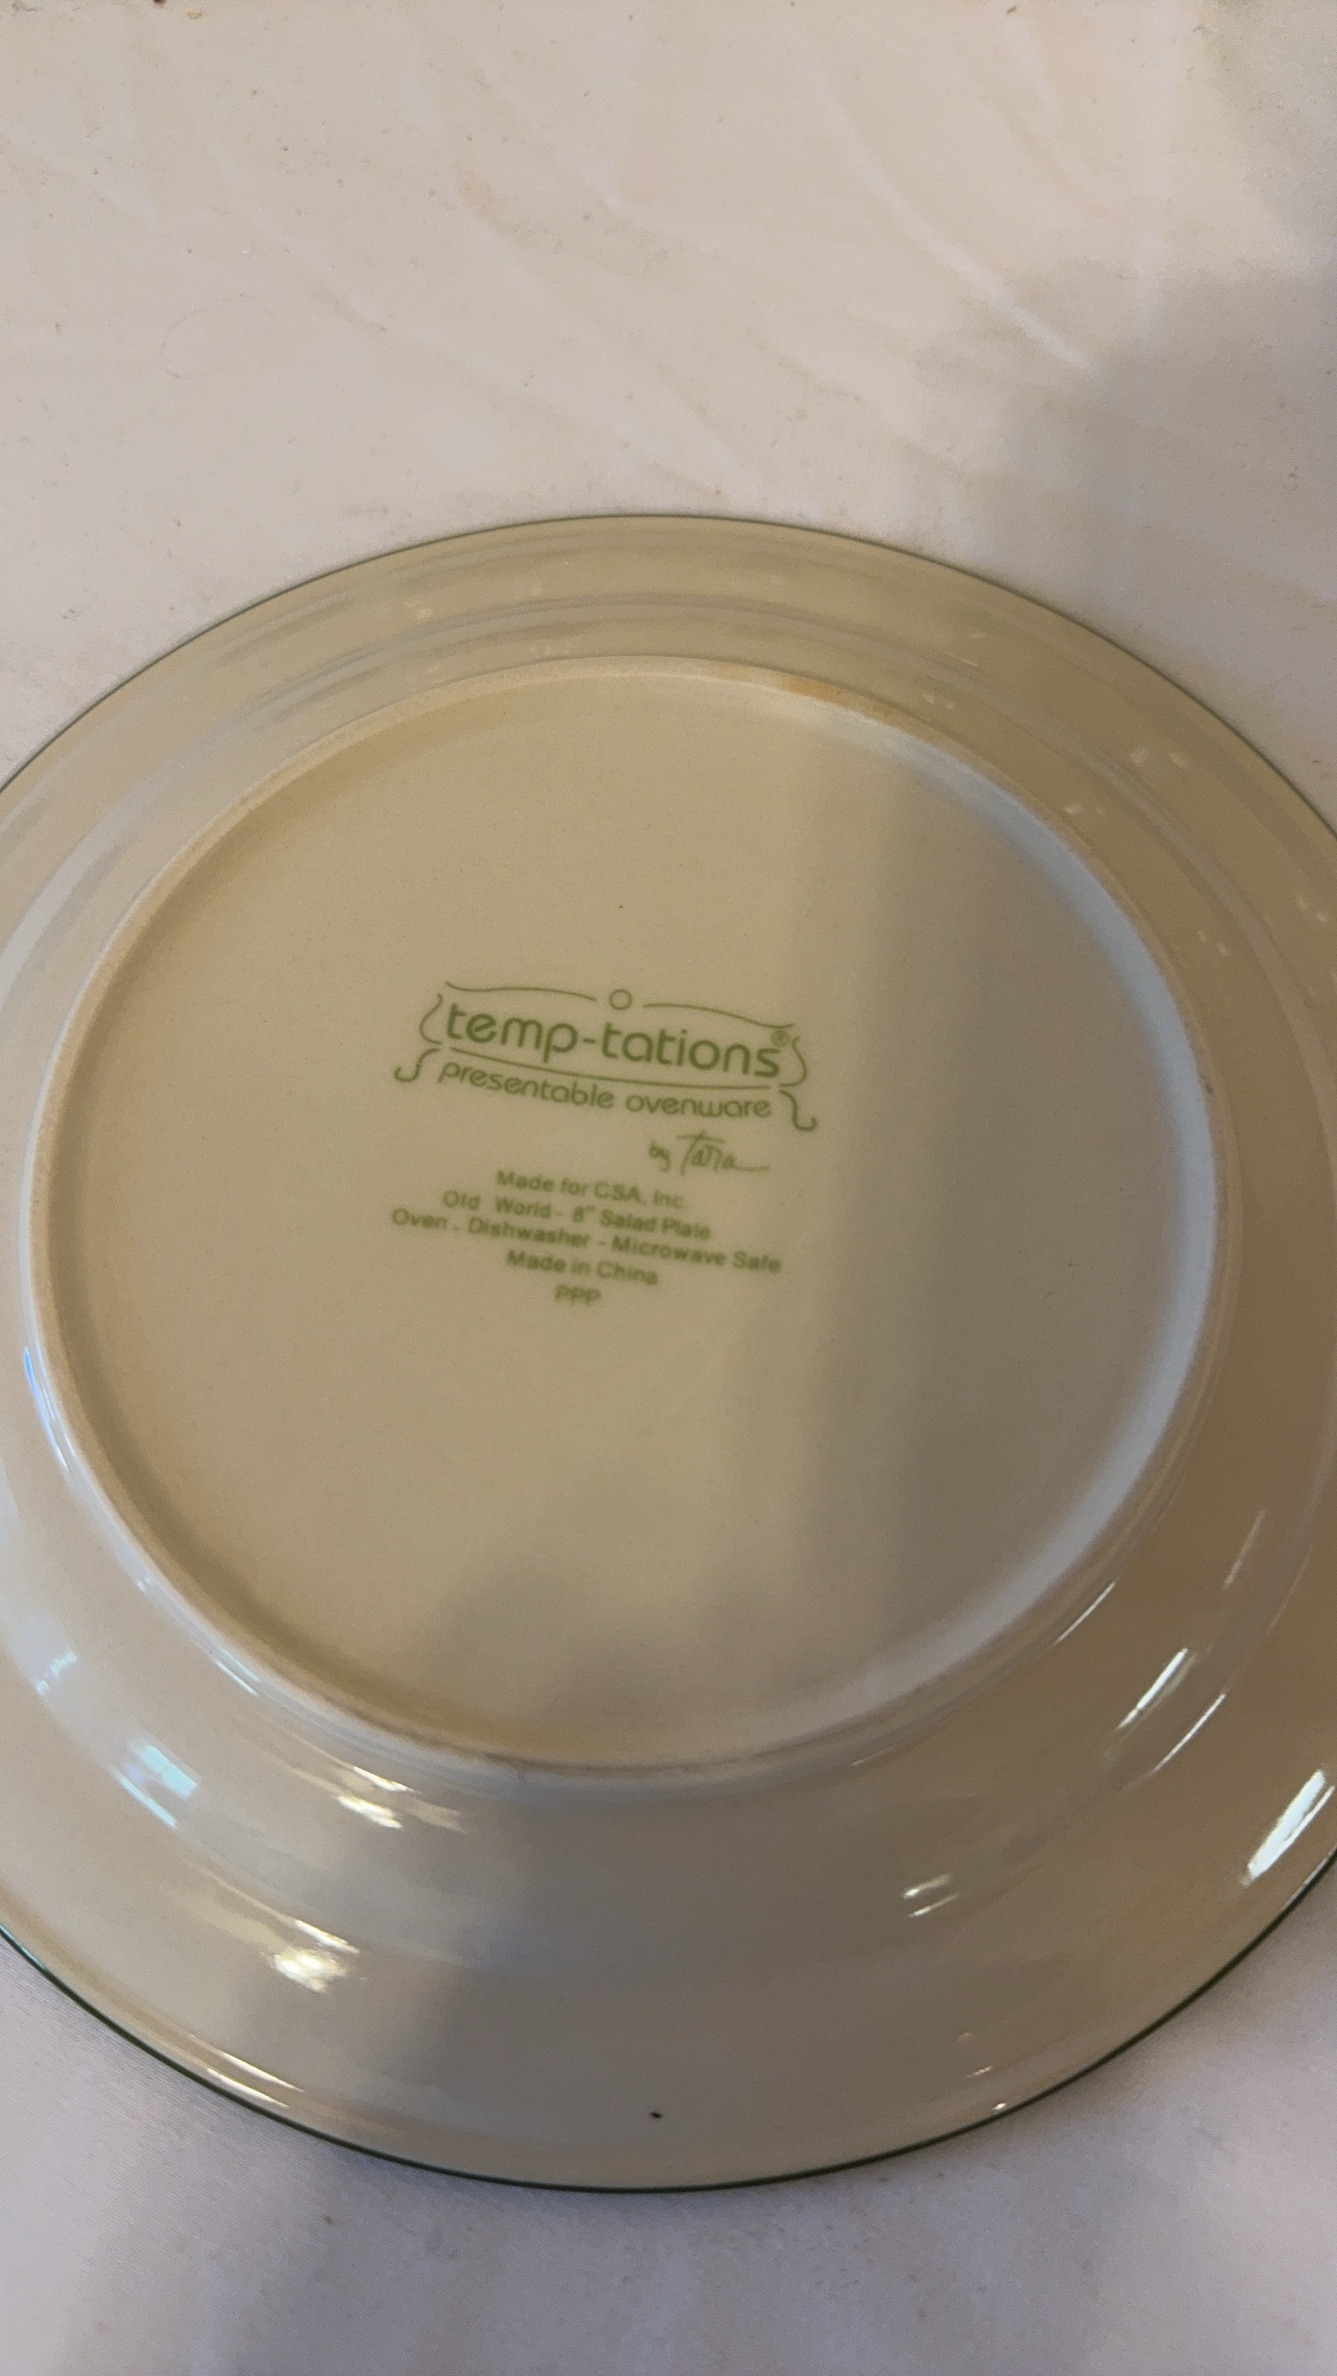 temp-tations®
presentable ovenware
by Tara
Made for CSA, Inc.
Old World - 8" Salad Plate
Oven - Dishwasher - Microwave Safe
Made in China
PPP